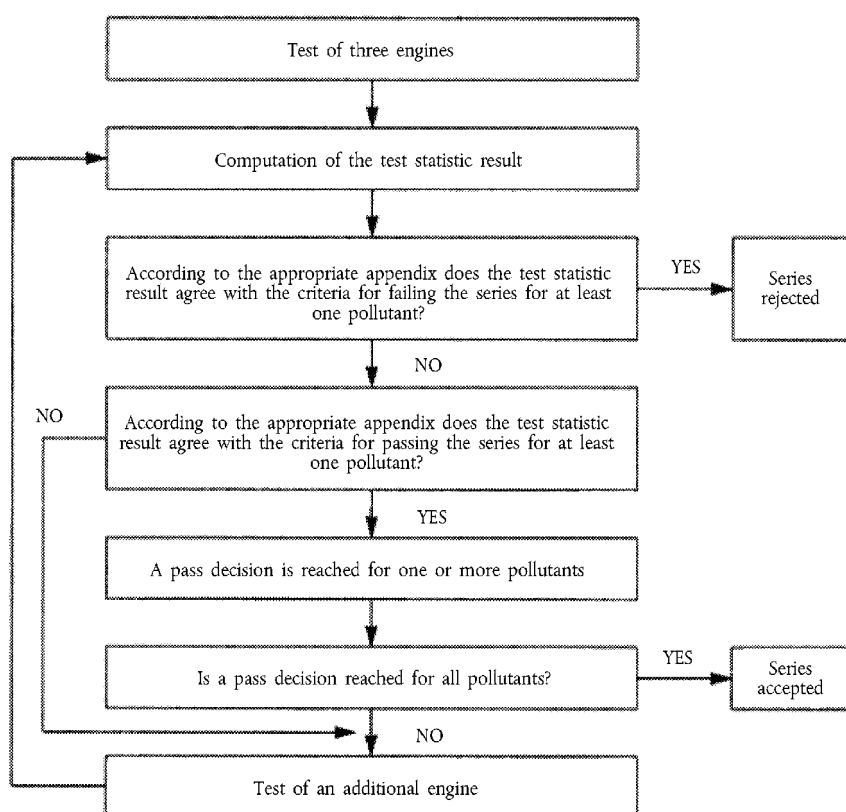 Test of three engines
Computation of the test statistic result
According to the appropriate appendix does the test statistic
result agree with the criteria for failing the series for at least
one pollutant?
YES
Series
rejected
NO
According to the appropriate appendix does the test statistic
result agree with the criteria for passing the series for at least
one pollutant?
NO
YES
A pass decision is reached for one or more pollutants
Is a pass decision reached for all pollutants?
YES
Series
accepted
NO
Test of an additional engine